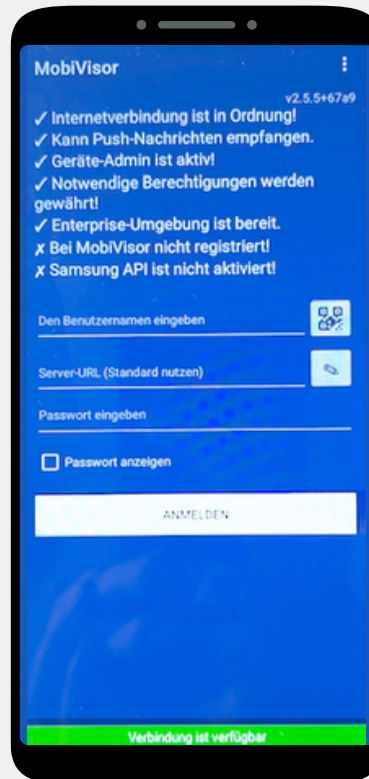 MobiVisor
v2.5.5+67a9
✓ Internetverbindung ist in Ordnung!
✓ Kann Push-Nachrichten empfangen.
✓ Geräte-Admin ist aktiv!
✓ Notwendige Berechtigungen werden
gewährt!
✓ Enterprise-Umgebung ist bereit.
✗ Bei MobiVisor nicht registriert!
✗ Samsung API ist nicht aktiviert!
Den Benutzernamen eingeben
Server-URL (Standard nutzen)
Passwort eingeben
Passwort anzeigen
ANMELDEN
Verbindung ist verfügbar